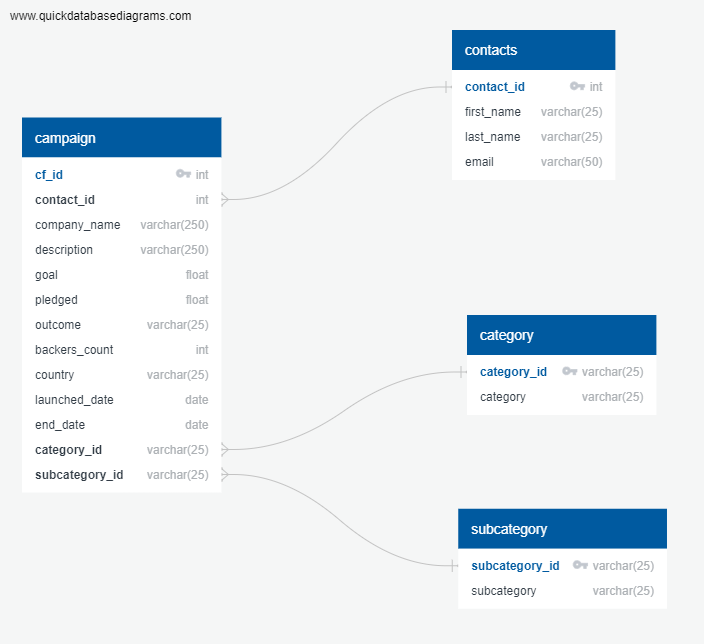 www.quickdatabasediagrams.com
contacts
contact_id int
first_name varchar(25)
last_name varchar(25)
email varchar(50)
campaign
cf_id int
contact_id int
company_name varchar(250)
description varchar(250)
goal float
pledged float
outcome varchar(25)
backers_count int
country varchar(25)
launched_date date
end_date date
category_id varchar(25)
subcategory_id varchar(25)
category
category_id varchar(25)
category varchar(25)
subcategory
subcategory_id varchar(25)
subcategory varchar(25)